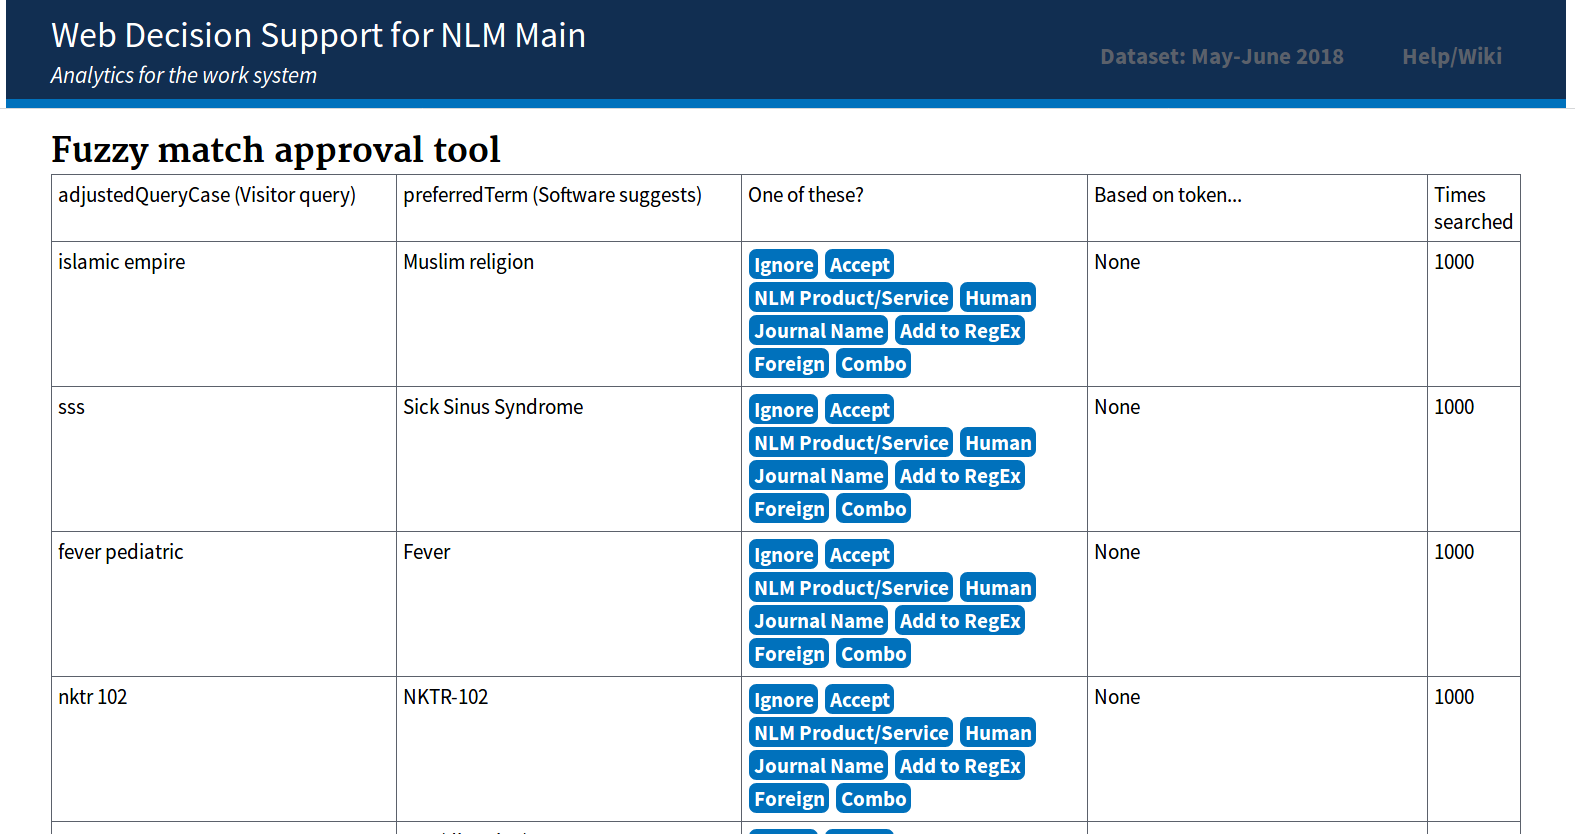 Web Decision Support for NLM Main
Analytics for the work system
Dataset: May-June 2018 Help/Wiki
Fuzzy match approval tool
adjustedQueryCase (Visitor query) preferredTerm (Software suggests) One of these? Based on token... Times searched
islamic empire Muslim religion Ignore Accept None 1000
NLM Product/Service Human
Journal Name Add to RegEx
Foreign Combo
sss Sick Sinus Syndrome Ignore Accept None 1000
NLM Product/Service Human
Journal Name Add to RegEx
Foreign Combo
fever pediatric Fever Ignore Accept None 1000
NLM Product/Service Human
Journal Name Add to RegEx
Foreign Combo
nktr 102 NKTR-102 Ignore Accept None 1000
NLM Product/Service Human
Journal Name Add to RegEx
Foreign Combo